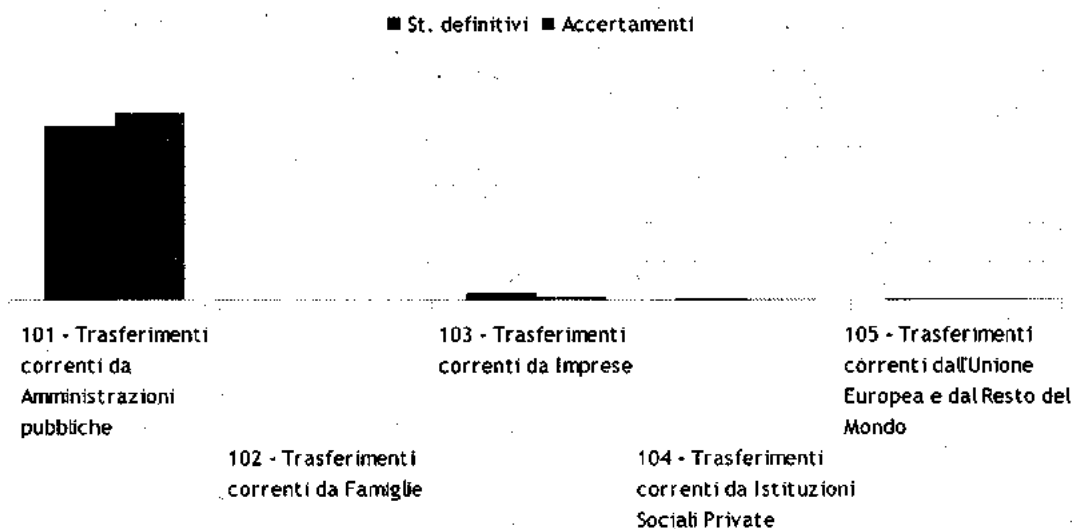 ■ St. definitivi ■ Accertamenti
101 - Trasferimenti
correnti da
Amministrazioni
pubbliche
102 - Trasferimenti
correnti da Famiglie
103 - Trasferimenti
correnti da Imprese
104 - Trasferimenti
correnti da Istituzioni
Sociali Private
105 - Trasferimenti
correnti dall'Unione
Europea e dal Resto del
Mondo